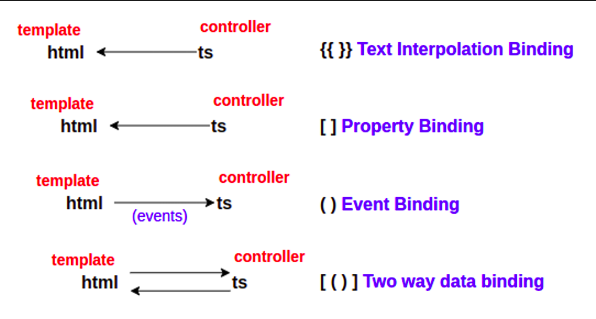 template controller
html ts {{ }} Text Interpolation Binding
template controller
html ts [ ] Property Binding
template controller
html ts ( ) Event Binding
(events)
template controller
html ts [ ( ) ] Two way data binding